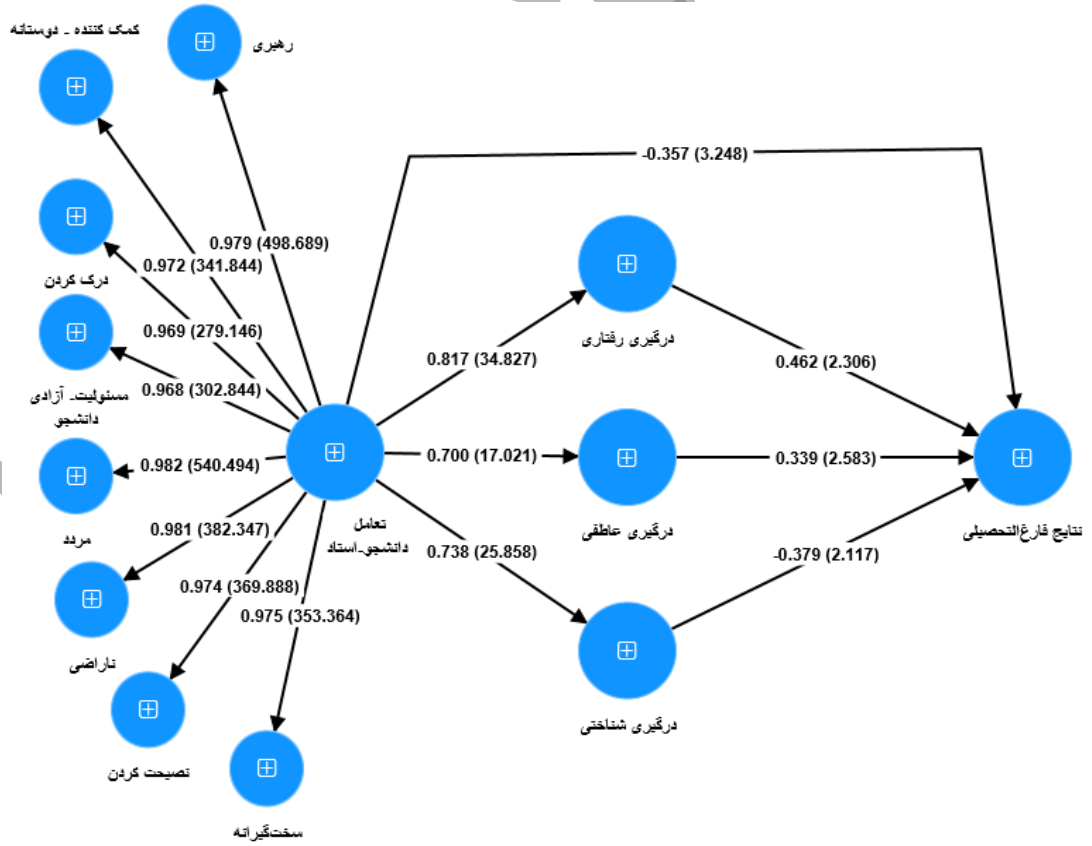 کمک کننده - دوستانه
رهبری
-0.357 (3.248)
0.979 (498.689)
0.972 (341.844)
درک کردن
0.969 (279.146)
درگیری رفتاری
0.817 (34.827)
0.462 (2.306)
0.968 (302.844)
مسئولیت- آزادی
دانشجو
0.982 (540.494)
0.700 (17.021)
0.339 (2.583)
مردد
تعامل
دانشجو-استاد
درگیری عاطفی
نتایج فارغ‌التحصیلی
0.981 (382.347)
0.738 (25.858)
-0.379 (2.117)
0.974 (369.888)
0.975 (353.364)
ناراضی
درگیری شناختی
نصیحت کردن
سخت‌گیرانه